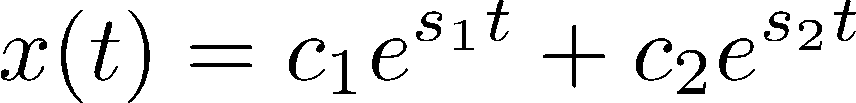 x(t) = c₁e^{s₁t} + c₂e^{s₂t}